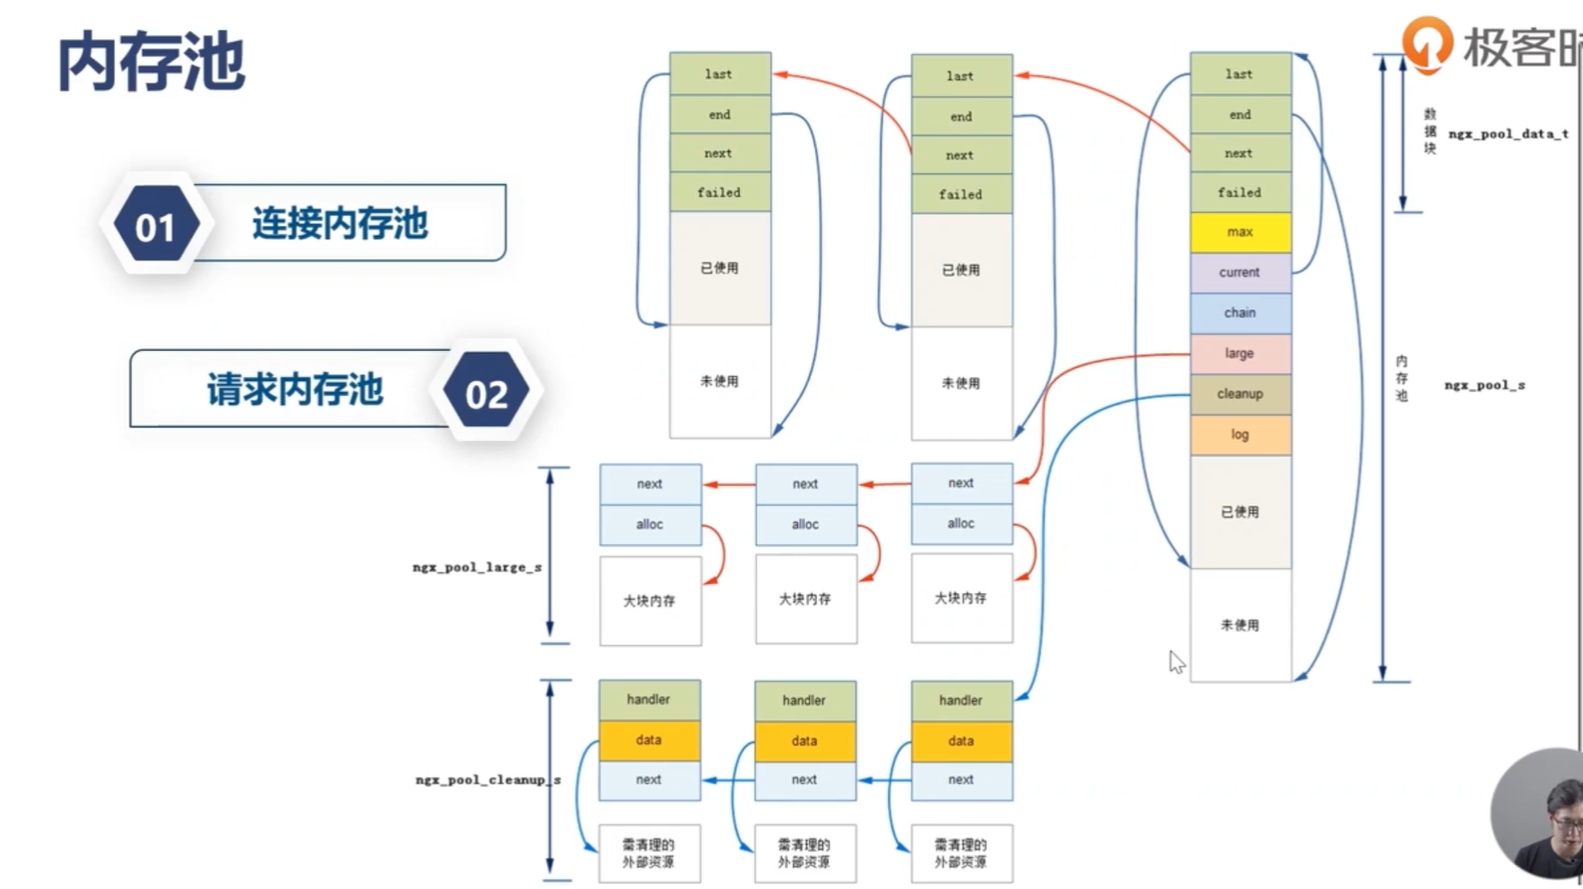 内存池
极客时
01
连接内存池
请求内存池
02
last
end
next
failed
已使用
未使用
last
end
next
failed
已使用
未使用
last
end
next
failed
max
current
chain
large
cleanup
log
已使用
未使用
数据块
ngx_pool_data_t
内存池
ngx_pool_s
ngx_pool_large_s
next
alloc
大块内存
next
alloc
大块内存
next
alloc
大块内存
ngx_pool_cleanup_s
handler
data
next
需清理的
外部资源
handler
data
next
需清理的
外部资源
handler
data
next
需清理的
外部资源